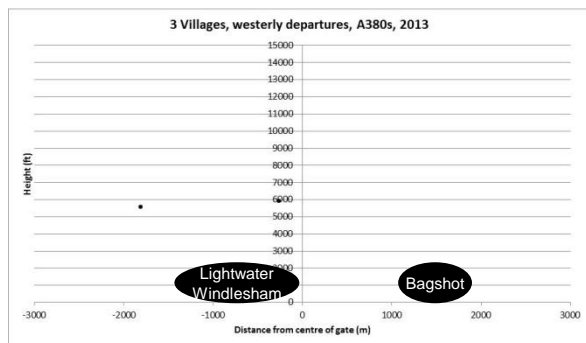 3 Villages, westerly departures, A380s, 2013
Height (ft)
15000
14000
13000
12000
11000
10000
9000
8000
7000
6000
5000
4000
3000
2000
1000
0
Lightwater
Windlesham
Bagshot
-3000 -2000 -1000 0 1000 2000 3000
Distance from centre of gate (m)